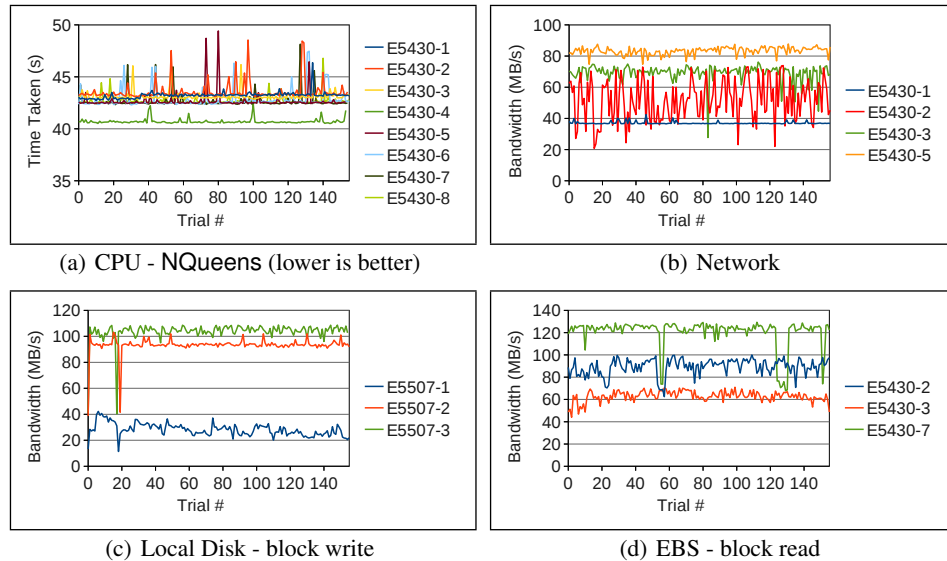 50
45
40
35
Time Taken (s)
0 20 40 60 80 100 120 140
Trial #
E5430-1
E5430-2
E5430-3
E5430-4
E5430-5
E5430-6
E5430-7
E5430-8
(a) CPU - NQueens (lower is better)
100
80
60
40
20
0
Bandwidth (MB/s)
0 20 40 60 80 100 120 140
Trial #
E5430-1
E5430-2
E5430-3
E5430-5
(b) Network
120
100
80
60
40
20
0
Bandwidth (MB/s)
0 20 40 60 80 100 120 140
Trial #
E5507-1
E5507-2
E5507-3
(c) Local Disk - block write
140
120
100
80
60
40
20
0
Bandwidth (MB/s)
0 20 40 60 80 100 120 140
Trial #
E5430-2
E5430-3
E5430-7
(d) EBS - block read